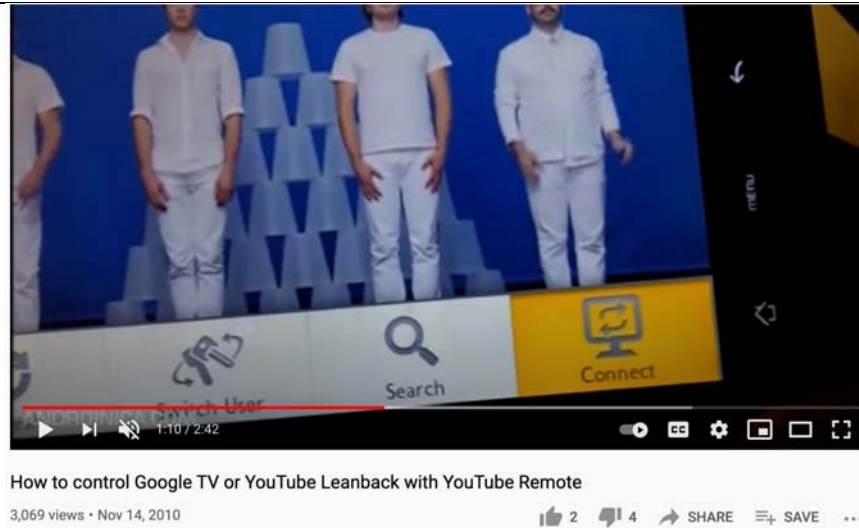 menu
Switch User
Search
Connect
1:10 / 2:42
CC
How to control Google TV or YouTube Leanback with YouTube Remote
3,069 views • Nov 14, 2010
2
4
SHARE
SAVE